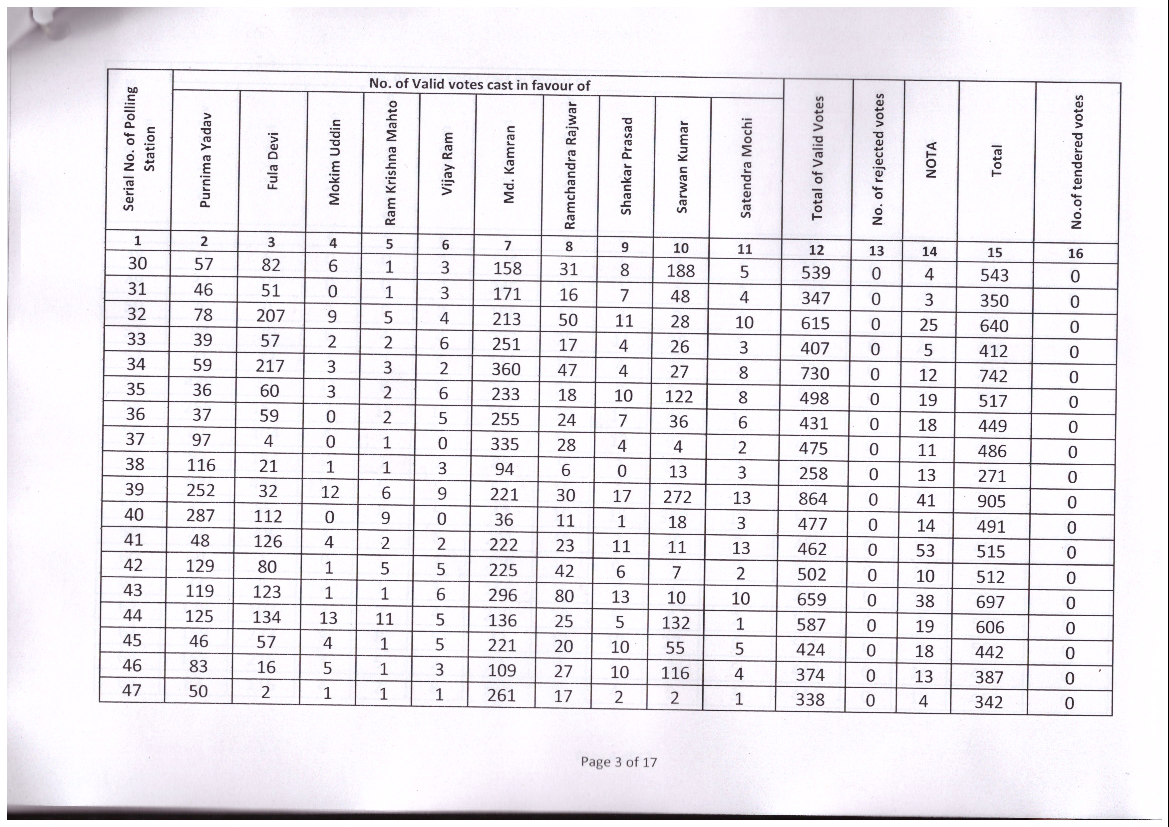 No. of Valid votes cast in favour of
Serial No. of Polling Station Purnima Yadav Fula Devi Mokim Uddin Ram Krishna Mahto Vijay Ram Md. Kamran Ramchandra Rajwar Shankar Prasad Sarwan Kumar Satendra Mochi Total of Valid Votes No. of rejected votes NOTA Total No.of tendered votes
1 2 3 4 5 6 7 8 9 10 11 12 13 14 15 16
30 57 82 6 1 3 158 31 8 188 5 539 0 4 543 0
31 46 51 0 1 3 171 16 7 48 4 347 0 3 350 0
32 78 207 9 5 4 213 50 11 28 10 615 0 25 640 0
33 39 57 2 2 6 251 17 4 26 3 407 0 5 412 0
34 59 217 3 3 2 360 47 4 27 8 730 0 12 742 0
35 36 60 3 2 6 233 18 10 122 8 498 0 19 517 0
36 37 59 0 2 5 255 24 7 36 6 431 0 18 449 0
37 97 4 0 1 0 335 28 4 4 2 475 0 11 486 0
38 116 21 1 1 3 94 6 0 13 3 258 0 13 271 0
39 252 32 12 6 9 221 30 17 272 13 864 0 41 905 0
40 287 112 0 9 0 36 11 1 18 3 477 0 14 491 0
41 48 126 4 2 2 222 23 11 11 13 462 0 53 515 0
42 129 80 1 5 5 225 42 6 7 2 502 0 10 512 0
43 119 123 1 1 6 296 80 13 10 10 659 0 38 697 0
44 125 134 13 11 5 136 25 5 132 1 587 0 19 606 0
45 46 57 4 1 5 221 20 10 55 5 424 0 18 442 0
46 83 16 5 1 3 109 27 10 116 4 374 0 13 387 0
47 50 2 1 1 1 261 17 2 2 1 338 0 4 342 0
Page 3 of 17